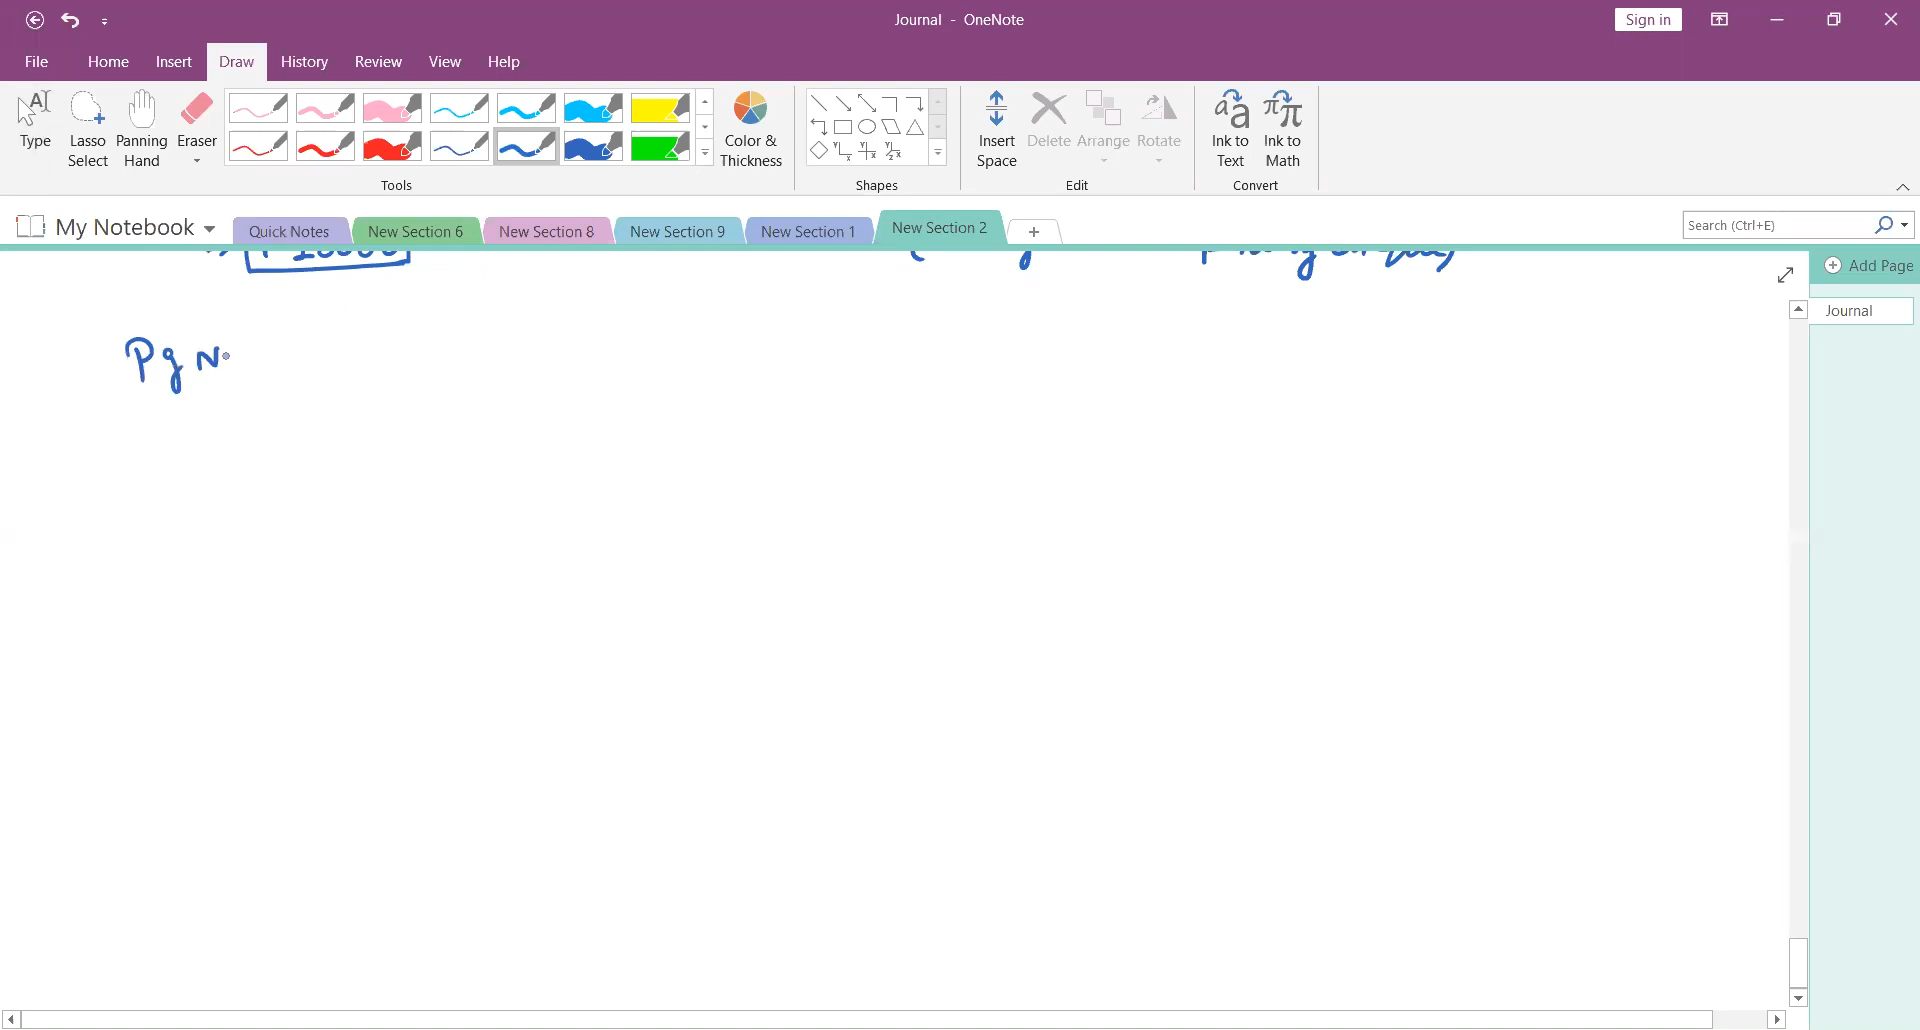 Journal - OneNote
Sign in
File Home Insert Draw History Review View Help
Type
Lasso Select
Panning Hand
Eraser
Color & Thickness
Insert Space
Delete
Arrange
Rotate
Ink to Text
Ink to Math
Tools
Shapes
Edit
Convert
My Notebook
Quick Notes
New Section 6
New Section 8
New Section 9
New Section 1
New Section 2
Search (Ctrl+E)
Add Page
Journal
Pg N